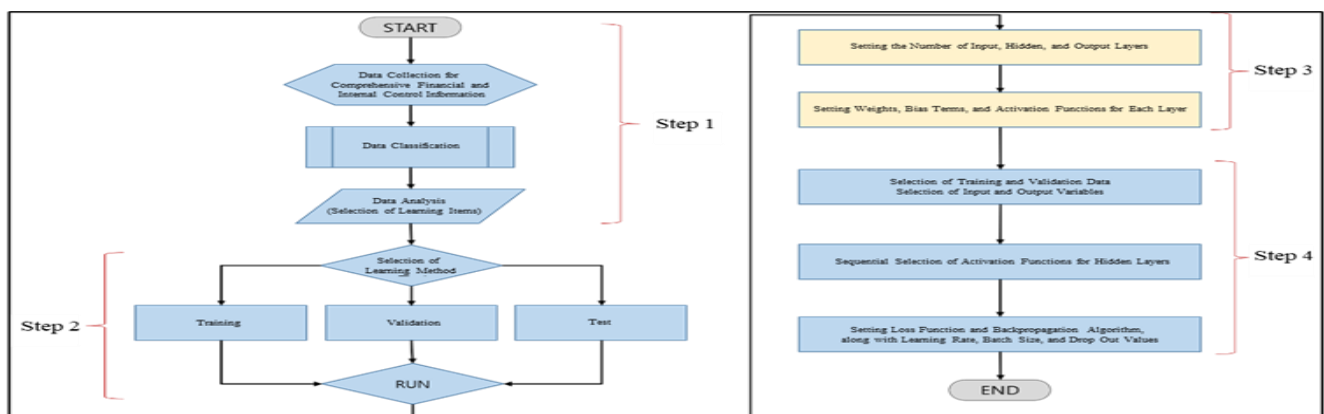 START
Data Collection for
Comprehensive Financial and
Internal Control Information
Data Classification
Data Analysis
(Selection of Learning Items)
Step 1
Selection of
Learning Method
Training
Validation
Test
Step 2
RUN
Setting the Number of Input, Hidden, and Output Layers
Setting Weights, Bias Terms, and Activation Functions for Each Layer
Step 3
Selection of Training and Validation Data
Selection of Input and Output Variables
Sequential Selection of Activation Functions for Hidden Layers
Step 4
Setting Loss Function and Backpropagation Algorithm,
along with Learning Rate, Batch Size, and Drop Out Values
END